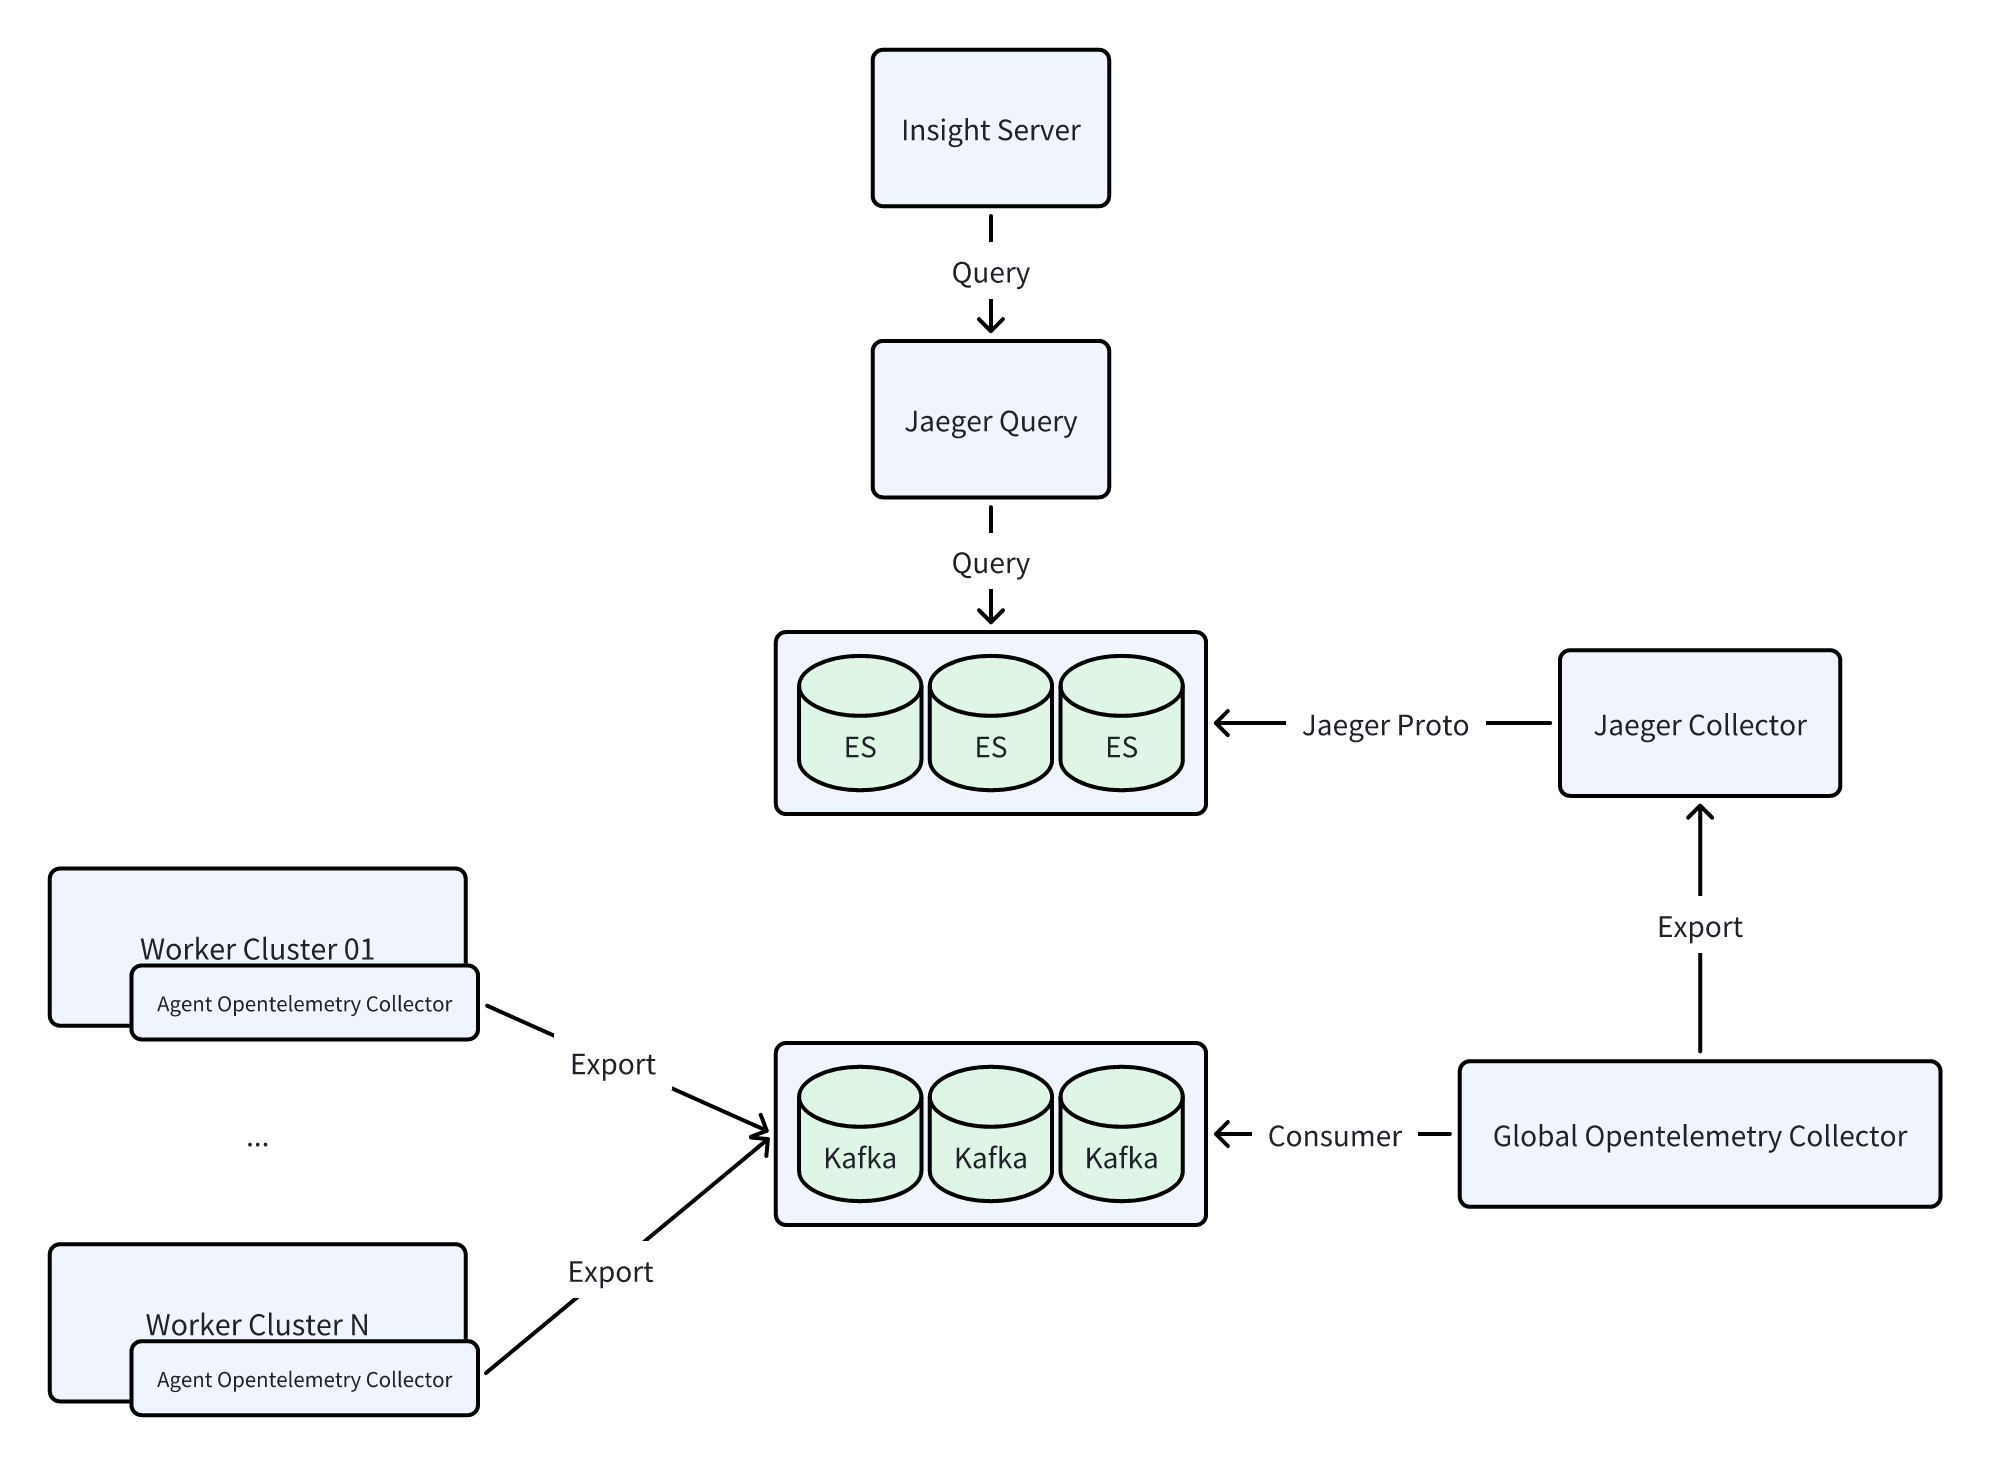 Insight Server
Query
Jaeger Query
Query
ES
ES
ES
Jaeger Proto
Jaeger Collector
Export
Worker Cluster 01
Agent Opentelemetry Collector
Export
...
Kafka
Kafka
Kafka
Consumer
Global Opentelemetry Collector
Export
Worker Cluster N
Agent Opentelemetry Collector